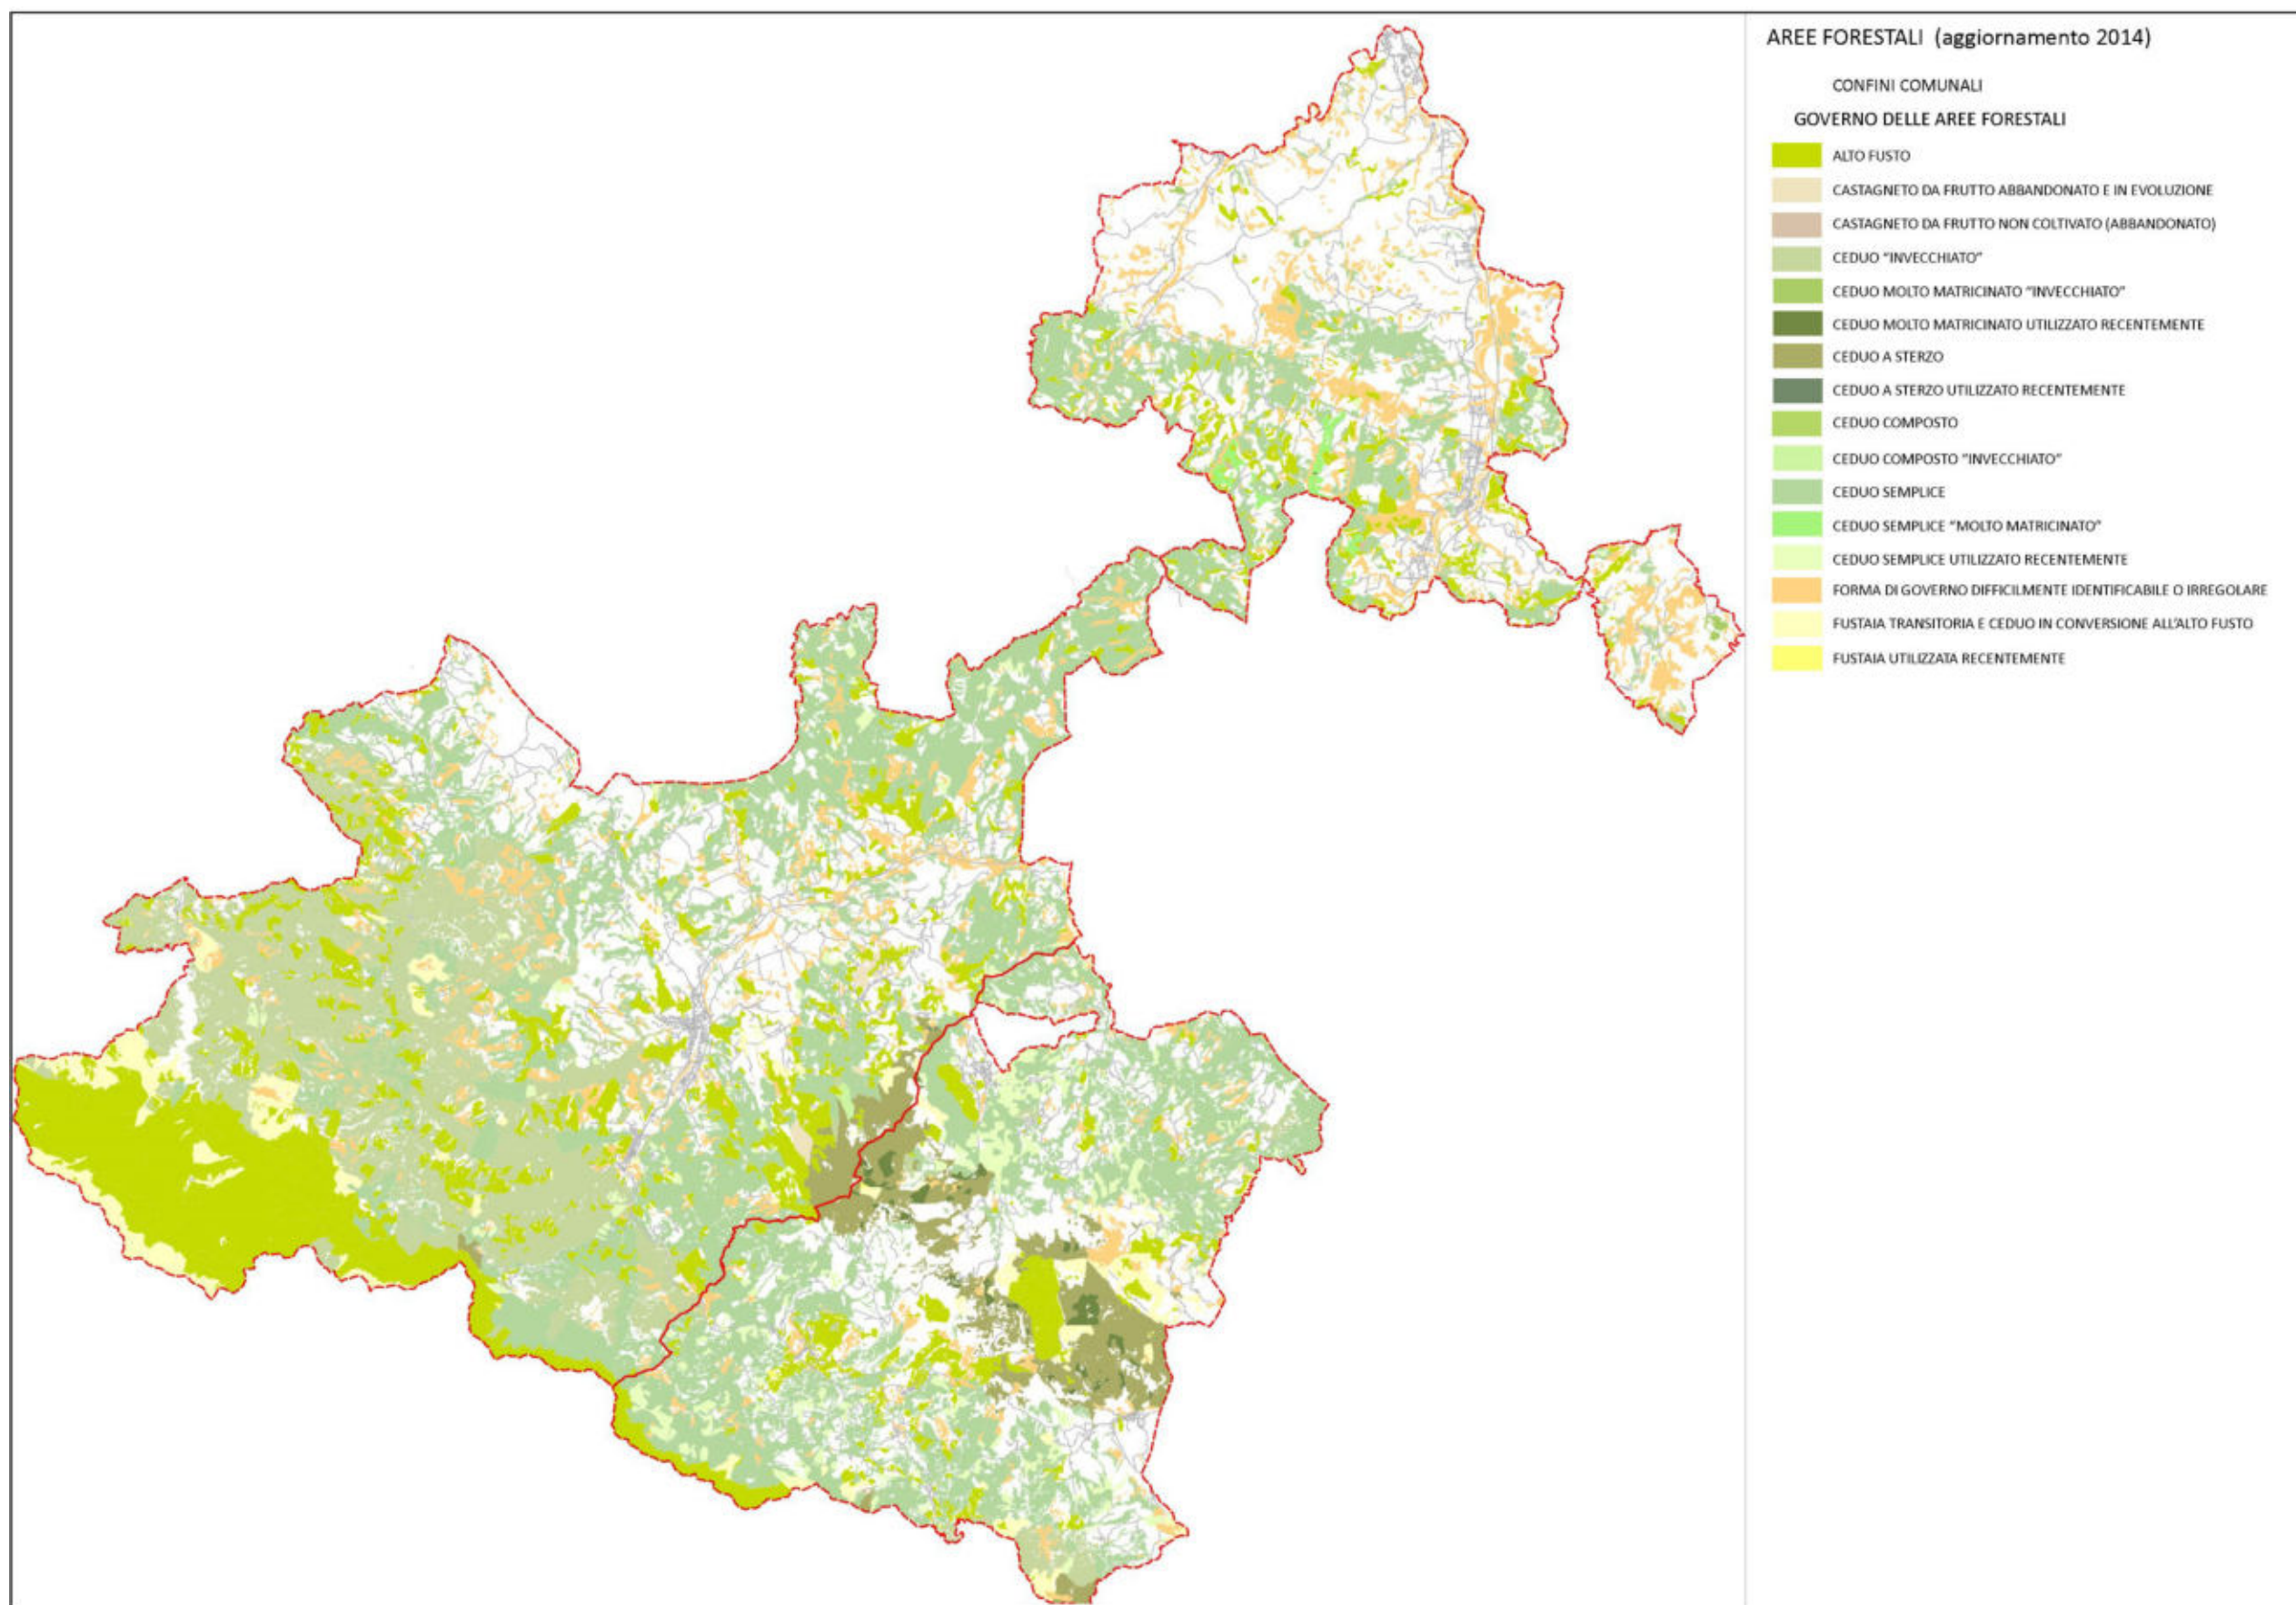 AREE FORESTALI (aggiornamento 2014)
CONFINI COMUNALI
GOVERNO DELLE AREE FORESTALI
ALTO FUSTO
CASTAGNETO DA FRUTTO ABBANDONATO E IN EVOLUZIONE
CASTAGNETO DA FRUTTO NON COLTIVATO (ABBANDONATO)
CEDUO "INVECCHIATO"
CEDUO MOLTO MATRICINATO "INVECCHIATO"
CEDUO MOLTO MATRICINATO UTILIZZATO RECENTEMENTE
CEDUO A STERZO
CEDUO A STERZO UTILIZZATO RECENTEMENTE
CEDUO COMPOSTO
CEDUO COMPOSTO "INVECCHIATO"
CEDUO SEMPLICE
CEDUO SEMPLICE "MOLTO MATRICINATO"
CEDUO SEMPLICE UTILIZZATO RECENTEMENTE
FORMA DI GOVERNO DIFFICILMENTE IDENTIFICABILE O IRREGOLARE
FUSTAIA TRANSITORIA E CEDUO IN CONVERSIONE ALL'ALTO FUSTO
FUSTAIA UTILIZZATA RECENTEMENTE